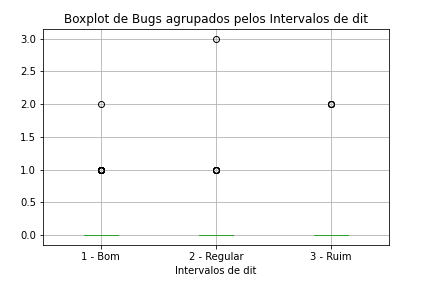 Boxplot de Bugs agrupados pelos Intervalos de dit
3.0
2.5
2.0
1.5
1.0
0.5
0.0
1 - Bom
2 - Regular
3 - Ruim
Intervalos de dit